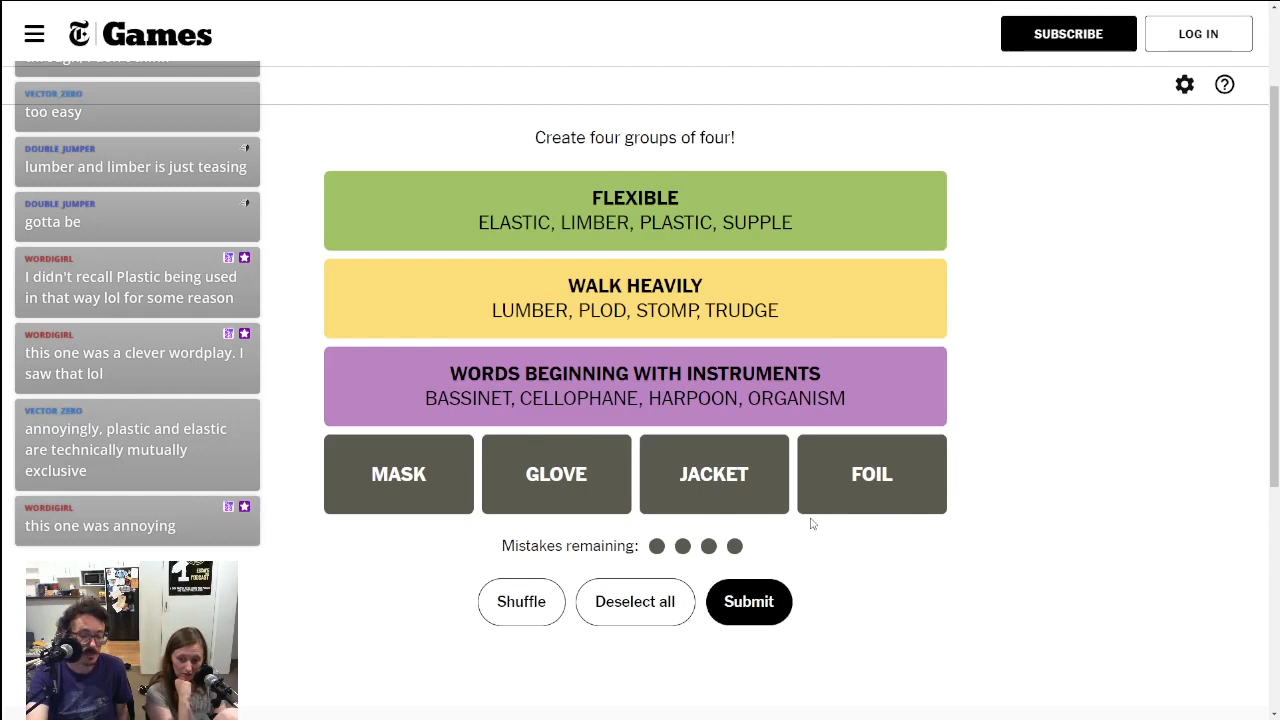 Games
SUBSCRIBE
LOG IN
VECTOR ZERO
too easy
DOUBLE JUMPER
lumber and limber is just teasing
DOUBLE JUMPER
gotta be
WORDIGIRL
I didn't recall Plastic being used
in that way lol for some reason
WORDIGIRL
this one was a clever wordplay. I
saw that lol
VECTOR ZERO
annoyingly, plastic and elastic
are technically mutually
exclusive
WORDIGIRL
this one was annoying
Create four groups of four!
FLEXIBLE
ELASTIC, LIMBER, PLASTIC, SUPPLE
WALK HEAVILY
LUMBER, PLOD, STOMP, TRUDGE
WORDS BEGINNING WITH INSTRUMENTS
BASSINET, CELLOPHANE, HARPOON, ORGANISM
MASK GLOVE JACKET FOIL
Mistakes remaining:
Shuffle Deselect all Submit